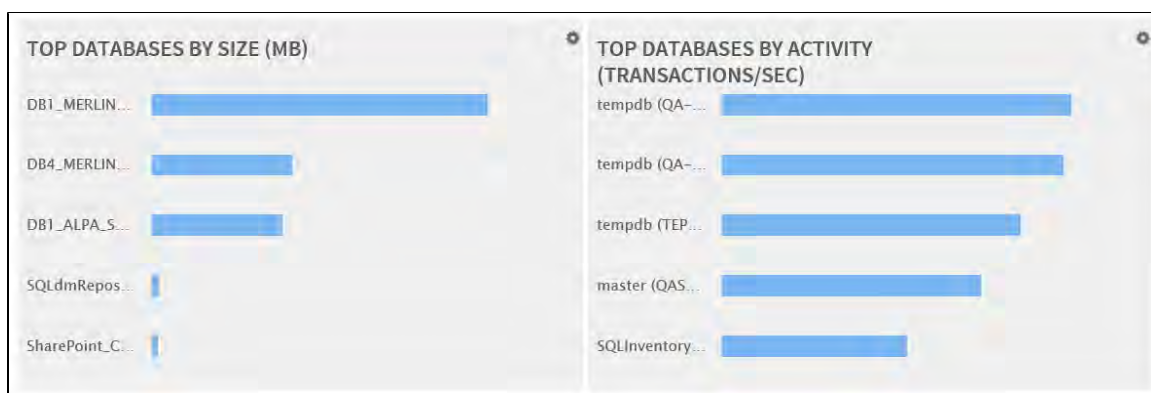 TOP DATABASES BY SIZE (MB)
DB1_MERLIN...
DB4_MERLIN...
DB1_ALPA_S...
SQLdmRepos...
SharePoint_C...
TOP DATABASES BY ACTIVITY
(TRANSACTIONS/SEC)
tempdb (QA-...
tempdb (QA-...
tempdb (TEP...
master (QAS...
SQLInventory...